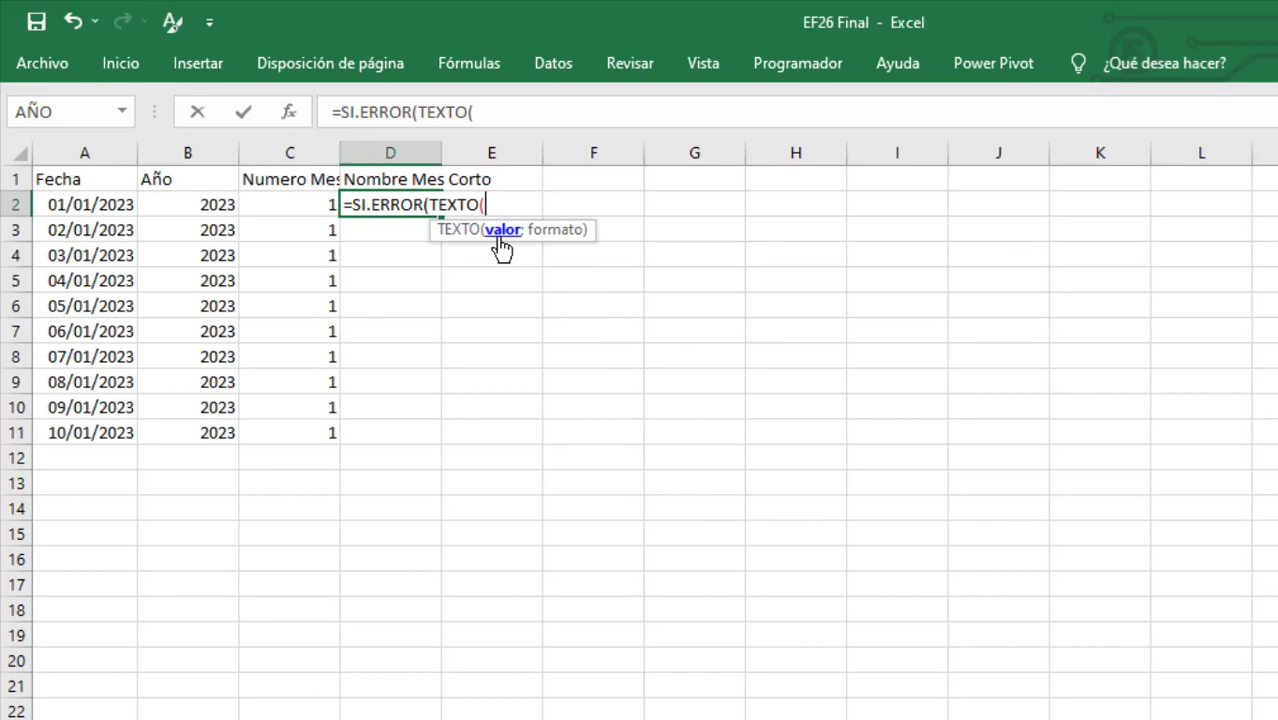 EF26 Final - Excel
Archivo Inicio Insertar Disposición de página Fórmulas Datos Revisar Vista Programador Ayuda Power Pivot ¿Qué desea hacer?
AÑO fx =SI.ERROR(TEXTO(
A B C D E F G H I J K L
1 Fecha Año Numero Mes Nombre Mes Corto
2 01/01/2023 2023 1 =SI.ERROR(TEXTO(
TEXTO(valor; formato)
3 02/01/2023 2023 1
4 03/01/2023 2023 1
5 04/01/2023 2023 1
6 05/01/2023 2023 1
7 06/01/2023 2023 1
8 07/01/2023 2023 1
9 08/01/2023 2023 1
10 09/01/2023 2023 1
11 10/01/2023 2023 1
12
13
14
15
16
17
18
19
20
21
22